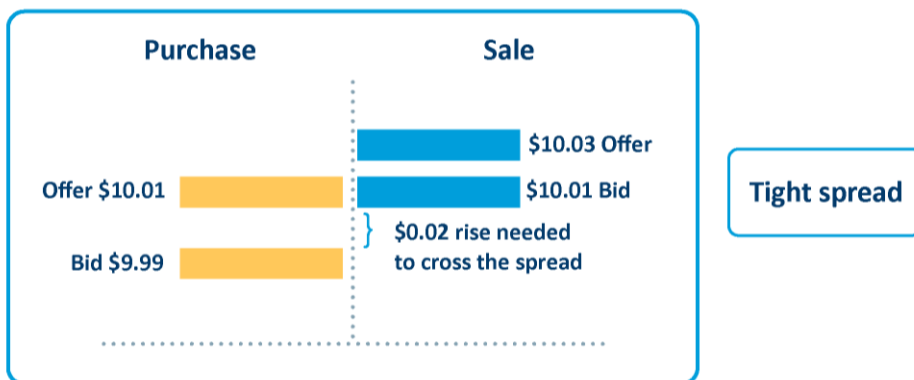 Purchase
Sale
$10.03 Offer
Offer $10.01
$10.01 Bid
Tight spread
$0.02 rise needed
to cross the spread
Bid $9.99